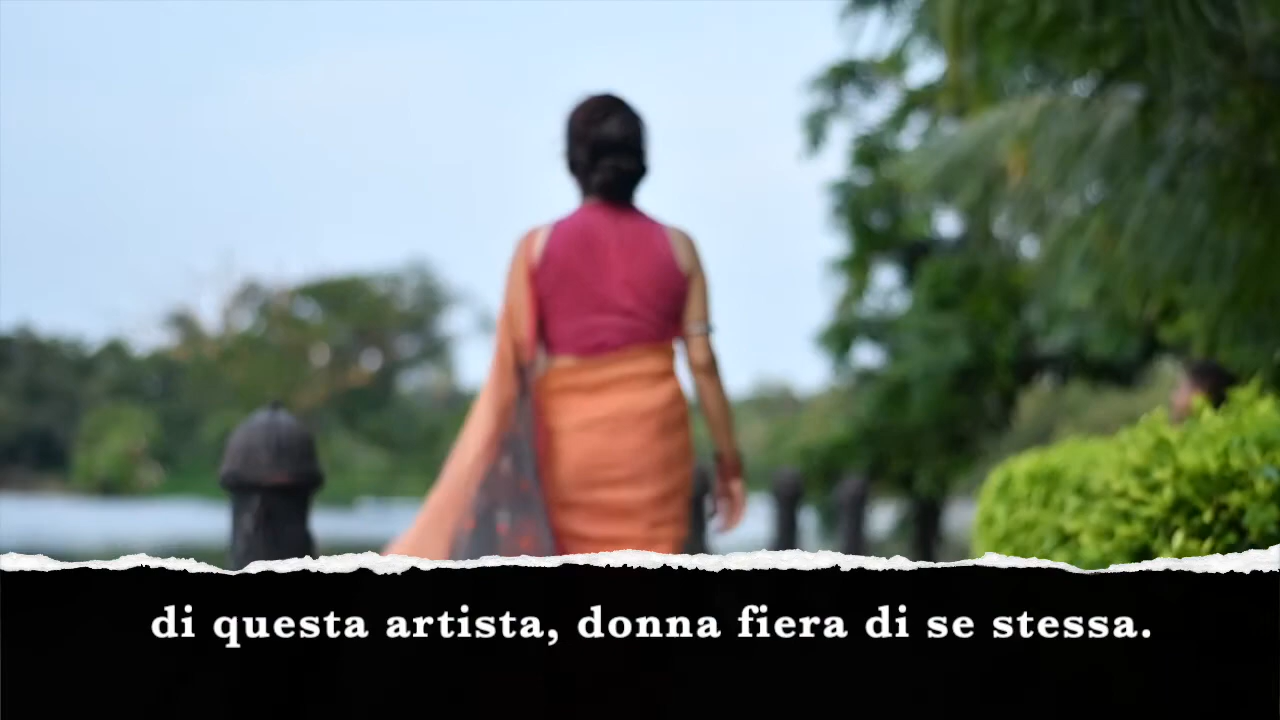 di questa artista, donna fiera di se stessa.